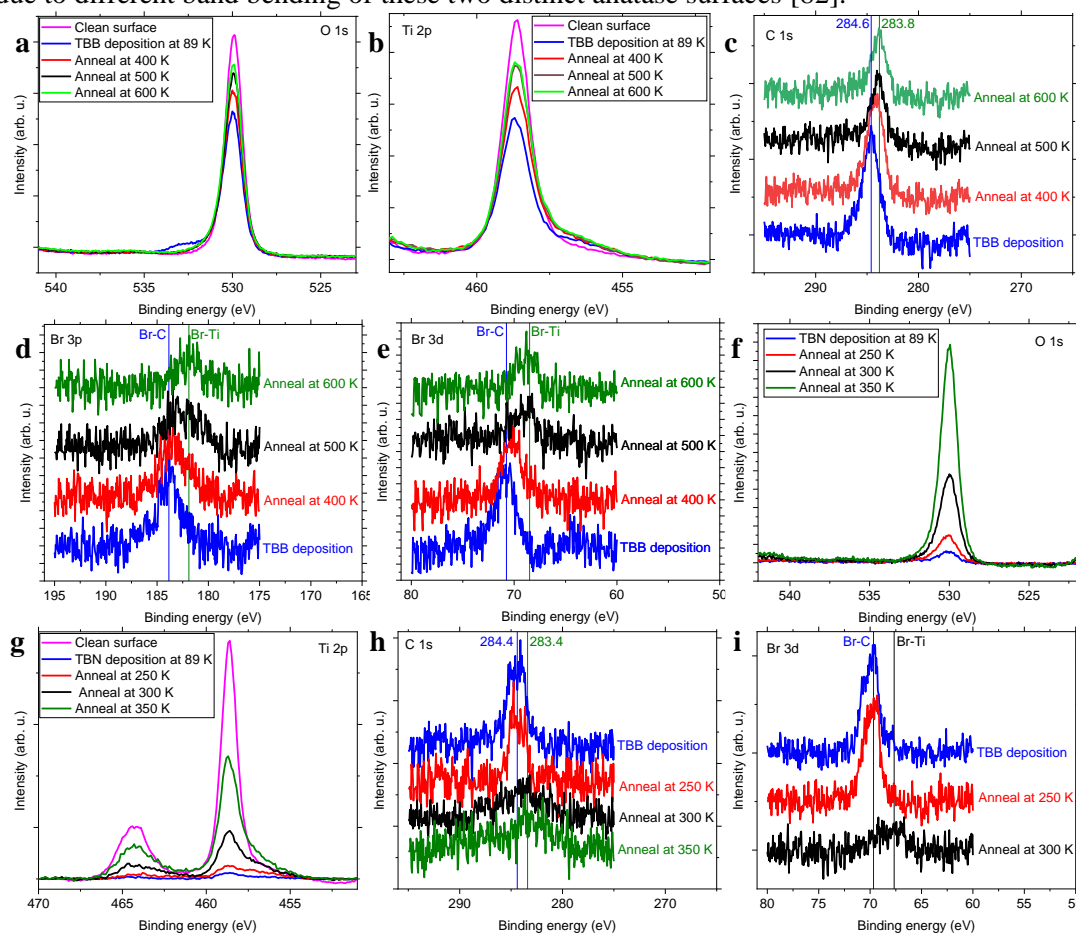 due to different band bending of these two distinct anatase surfaces [82].
a
O 1s
Clean surface
TBB deposition at 89 K
Anneal at 400 K
Anneal at 500 K
Anneal at 600 K
Intensity (arb. u.)
540 535 530 525
Binding energy (eV)
b
Ti 2p
Clean surface
TBB deposition at 89 K
Anneal at 400 K
Anneal at 500 K
Anneal at 600 K
Intensity (arb. u.)
460 455
Binding energy (eV)
c
C 1s
284.6 283.8
Anneal at 600 K
Anneal at 500 K
Anneal at 400 K
TBB deposition
Intensity (arb. u.)
290 280 270
Binding energy (eV)
d
Br 3p
Br-C Br-Ti
Anneal at 600 K
Anneal at 500 K
Anneal at 400 K
TBB deposition
Intensity (arb. u.)
195 190 185 180 175 170 165
Binding energy (eV)
e
Br 3d
Br-C Br-Ti
Anneal at 600 K
Anneal at 500 K
Anneal at 400 K
TBB deposition
Intensity (arb. u.)
80 70 60 50
Binding energy (eV)
f
O 1s
TBN deposition at 89 K
Anneal at 250 K
Anneal at 300 K
Anneal at 350 K
Intensity (arb. u.)
540 535 530 525
Binding energy (eV)
g
Ti 2p
Clean surface
TBN deposition at 89 K
Anneal at 250 K
Anneal at 300 K
Anneal at 350 K
Intensity (arb. u.)
470 465 460 455
Binding energy (eV)
h
C 1s
284.4 283.4
TBB deposition
Anneal at 250 K
Anneal at 300 K
Anneal at 350 K
Intensity (arb. u.)
290 280 270
Binding energy (eV)
i
Br 3d
Br-C Br-Ti
TBB deposition
Anneal at 250 K
Anneal at 300 K
Intensity (arb. u.)
80 75 70 65 60 55 50
Binding energy (eV)